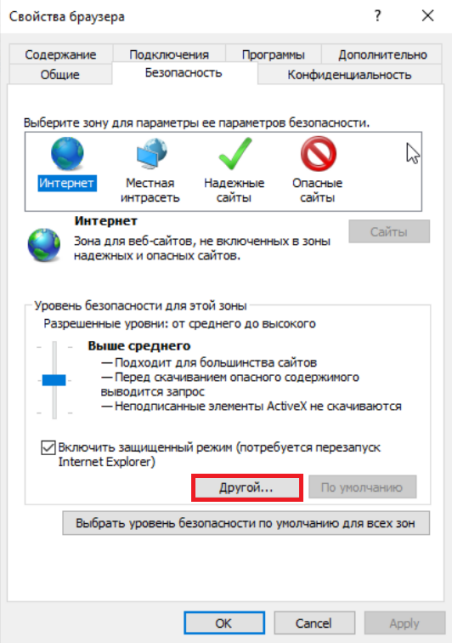 Свойства браузера
Содержание Подключения Программы Дополнительно
Общие Безопасность Конфиденциальность
Выберите зону для параметры ее параметров безопасности.
Интернет Местная интрасеть Надежные сайты Опасные сайты
Интернет
Зона для веб-сайтов, не включенных в зоны
надежных и опасных сайтов.
Сайты
Уровень безопасности для этой зоны
Разрешенные уровни: от среднего до высокого
Выше среднего
— Подходит для большинства сайтов
— Перед скачиванием опасного содержимого
выводится запрос
— Неподписанные элементы ActiveX не скачиваются
Включить защищенный режим (потребуется перезапуск
Internet Explorer)
Другой... По умолчанию
Выбрать уровень безопасности по умолчанию для всех зон
OK Cancel Apply